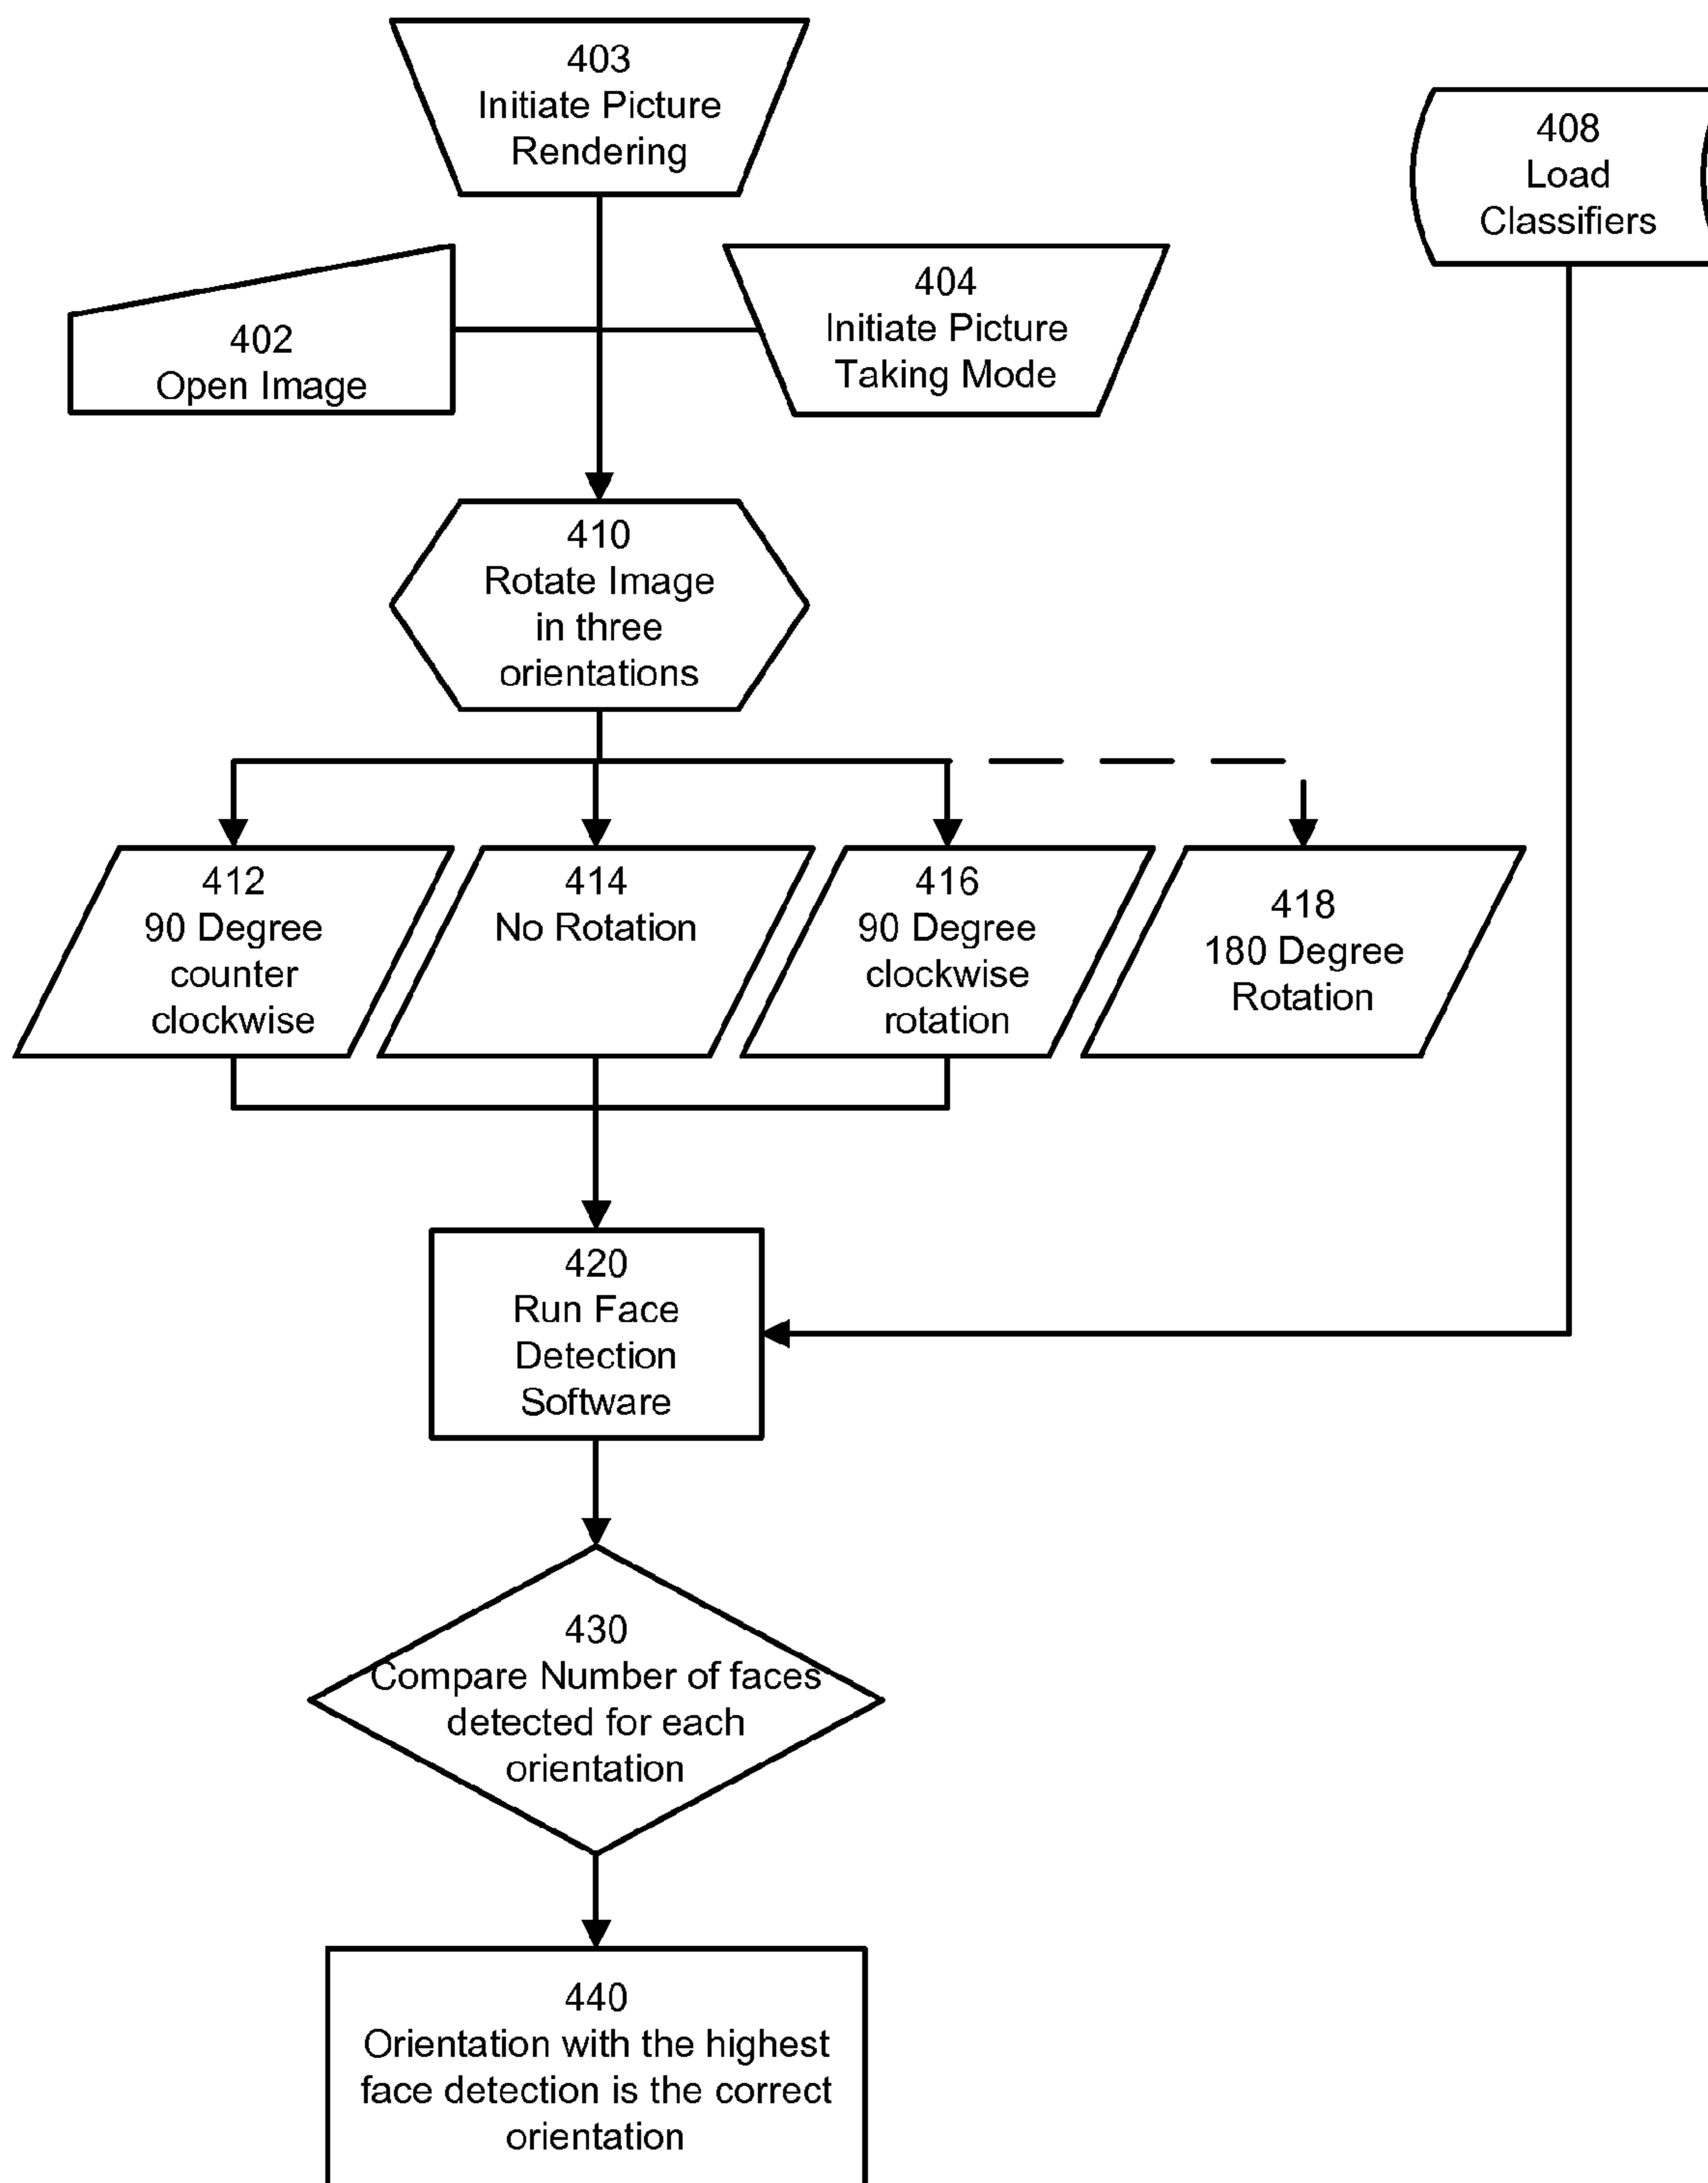 403
Initiate Picture
Rendering
408
Load
Classifiers
402
Open Image
404
Initiate Picture
Taking Mode
410
Rotate Image
in three
orientations
412
90 Degree
counter
clockwise
414
No Rotation
416
90 Degree
clockwise
rotation
418
180 Degree
Rotation
420
Run Face
Detection
Software
430
Compare Number of faces
detected for each
orientation
440
Orientation with the highest
face detection is the correct
orientation